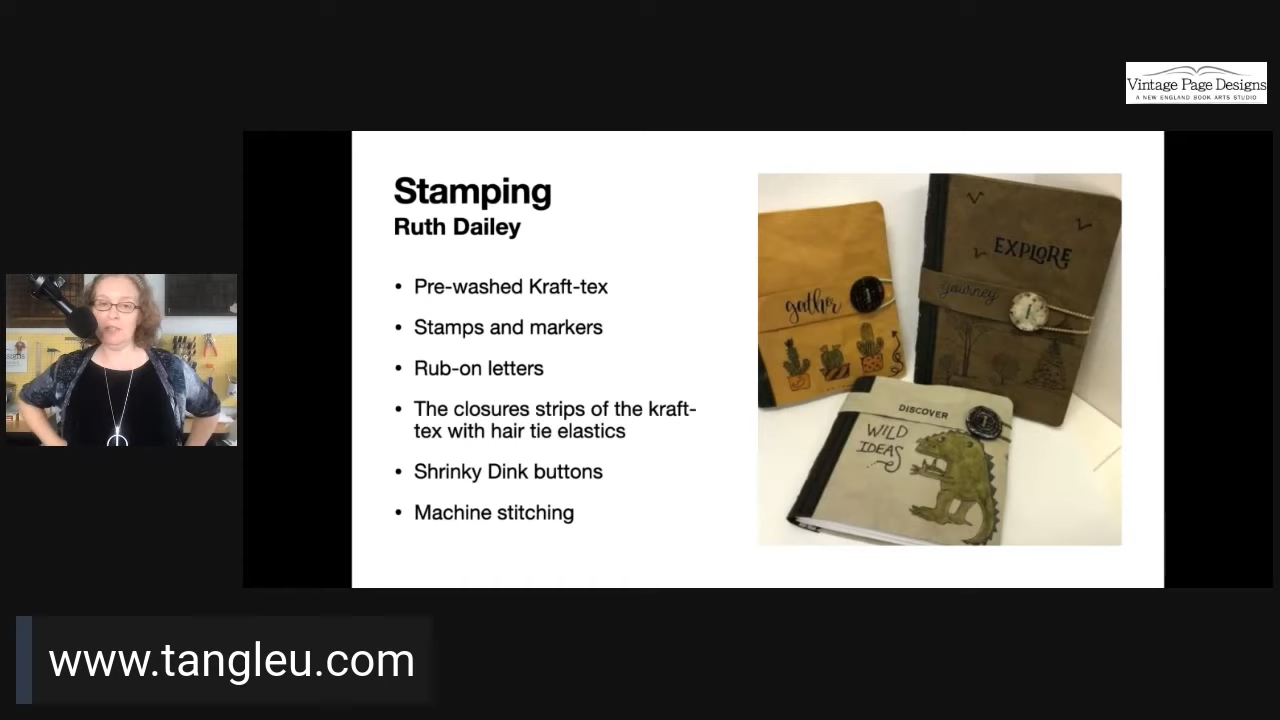 Vintage Page Designs
A NEW ENGLAND BOOK ARTS STUDIO
Stamping
Ruth Dailey
• Pre-washed Kraft-tex
• Stamps and markers
• Rub-on letters
• The closures strips of the kraft-
tex with hair tie elastics
• Shrinky Dink buttons
• Machine stitching
gather
EXPLORE
Journey
DISCOVER
WILD
IDEAS
www.tangleu.com